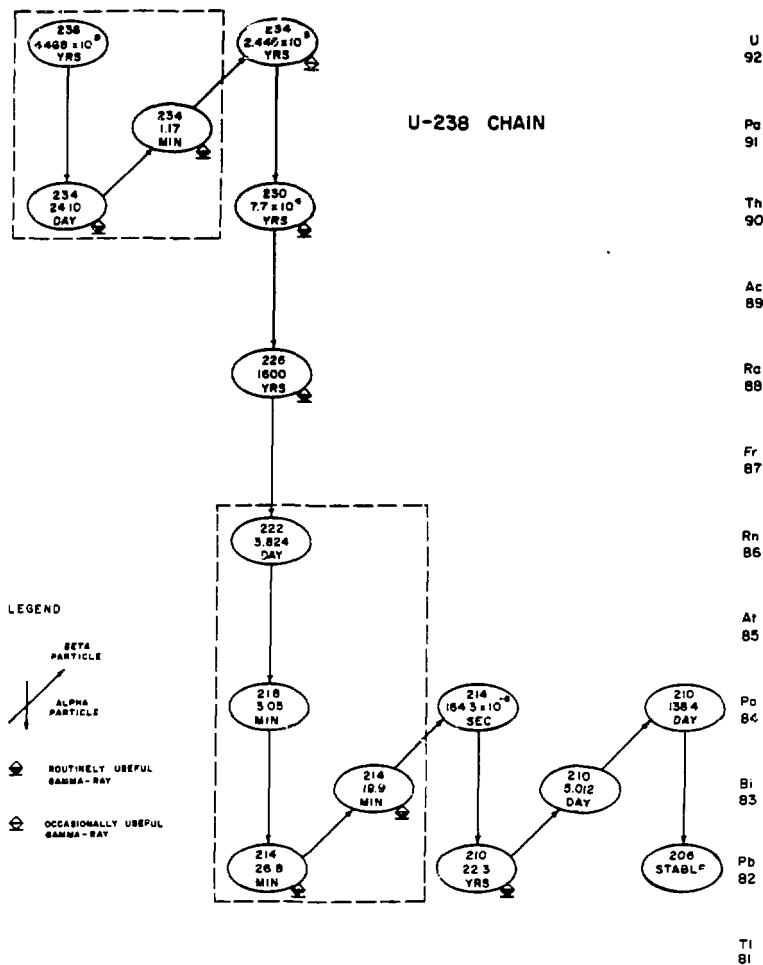 238
4.468 x 10⁹
YRS
234
2.446 x 10⁵
YRS
U
92
234
1.17
MIN
U-238 CHAIN
Pa
91
234
24.10
DAY
230
7.7 x 10⁴
YRS
Th
90
Ac
89
226
1600
YRS
Ra
88
Fr
87
222
3.824
DAY
Rn
86
LEGEND
BETA
PARTICLE
ALPHA
PARTICLE
ROUTINELY USEFUL
GAMMA-RAY
OCCASIONALLY USEFUL
GAMMA-RAY
At
85
218
3.05
MIN
214
164.3 x 10⁻⁶
SEC
210
138.4
DAY
Po
84
214
19.9
MIN
210
5.012
DAY
Bi
83
214
26.8
MIN
210
22.3
YRS
206
STABLE
Pb
82
Tl
81